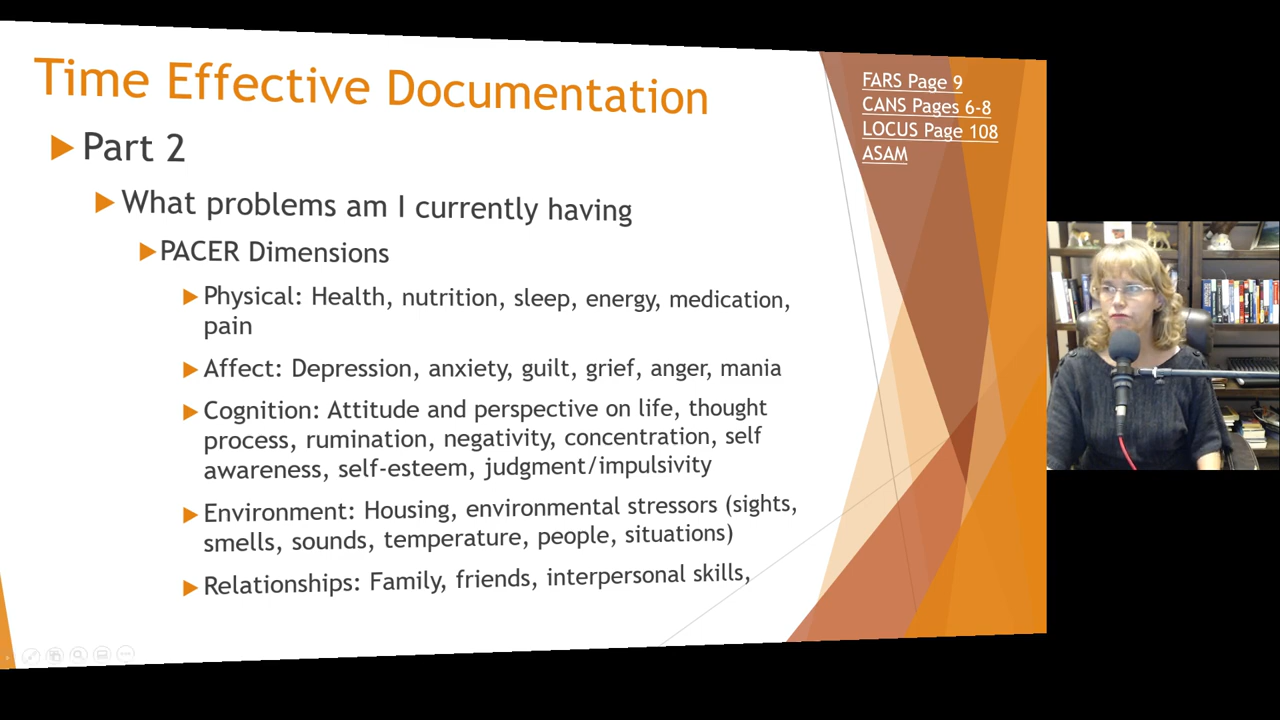 Time Effective Documentation
Part 2
What problems am I currently having
PACER Dimensions
Physical: Health, nutrition, sleep, energy, medication,
pain
Affect: Depression, anxiety, guilt, grief, anger, mania
Cognition: Attitude and perspective on life, thought
process, rumination, negativity, concentration, self
awareness, self-esteem, judgment/impulsivity
Environment: Housing, environmental stressors (sights,
smells, sounds, temperature, people, situations)
Relationships: Family, friends, interpersonal skills,
FARS Page 9
CANS Pages 6-8
LOCUS Page 108
ASAM